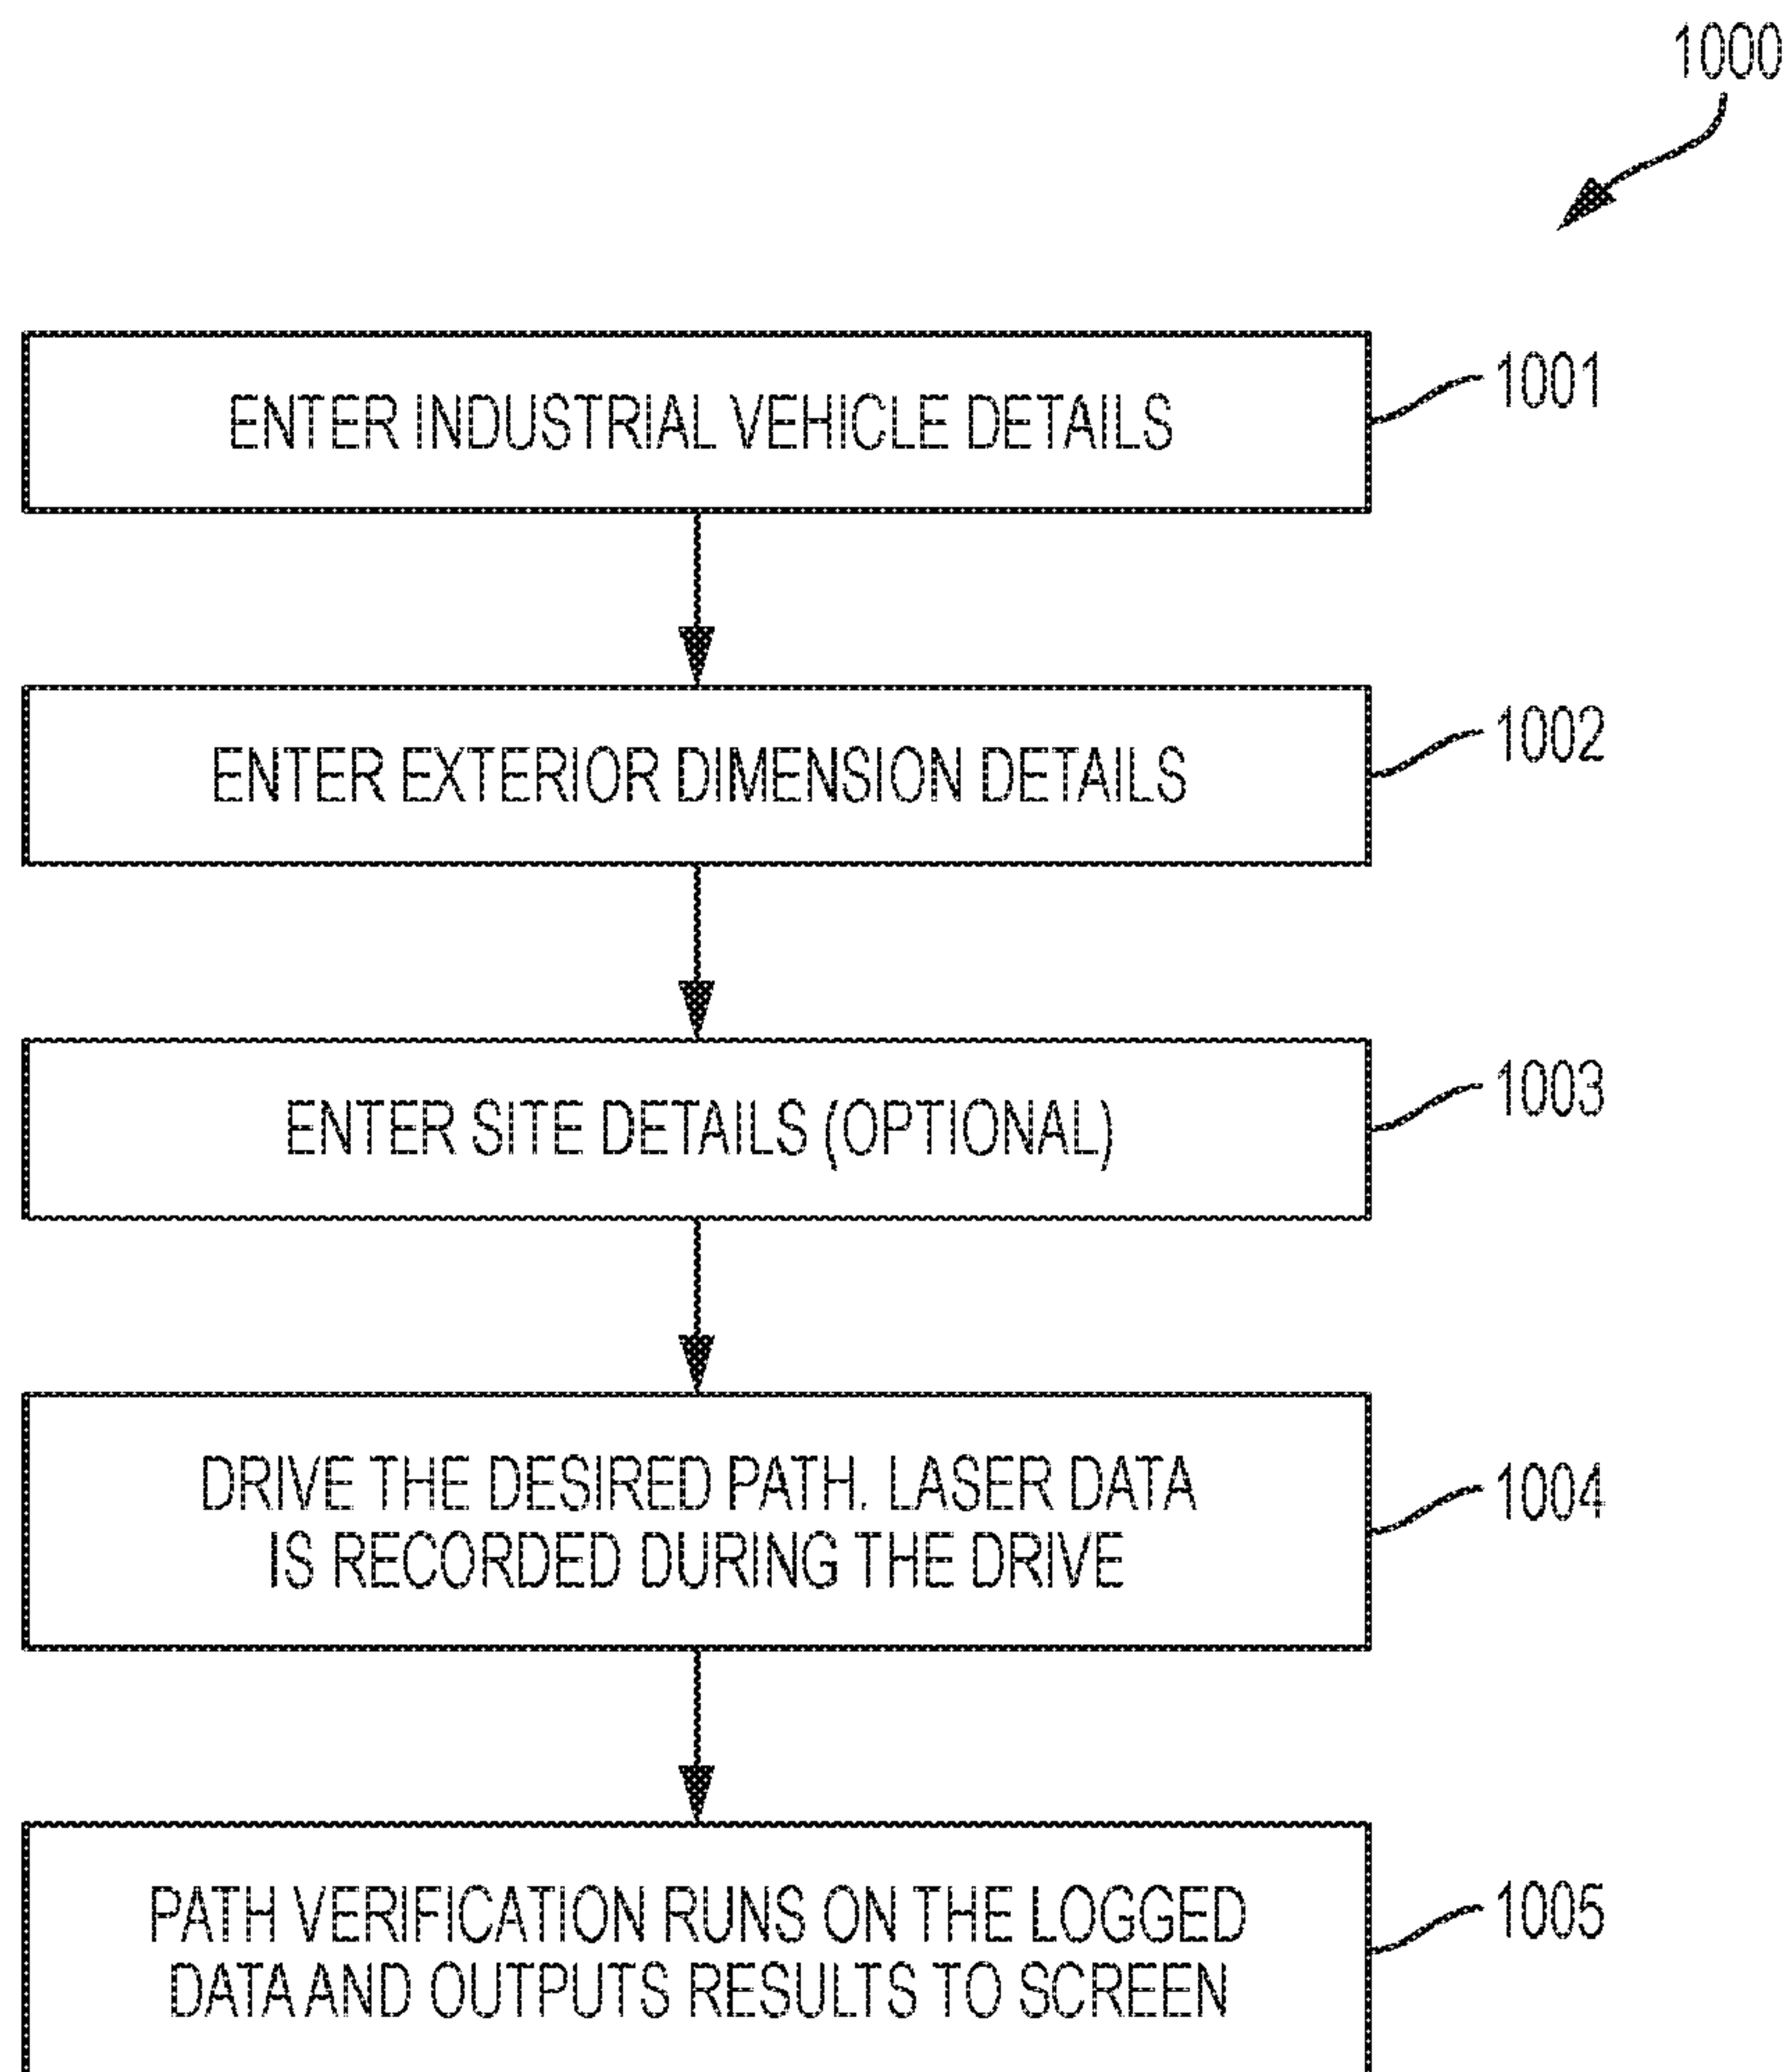 1000
ENTER INDUSTRIAL VEHICLE DETAILS
1001
ENTER EXTERIOR DIMENSION DETAILS
1002
ENTER SITE DETAILS (OPTIONAL)
1003
DRIVE THE DESIRED PATH. LASER DATA
IS RECORDED DURING THE DRIVE
1004
PATH VERIFICATION RUNS ON THE LOGGED
DATA AND OUTPUTS RESULTS TO SCREEN
1005